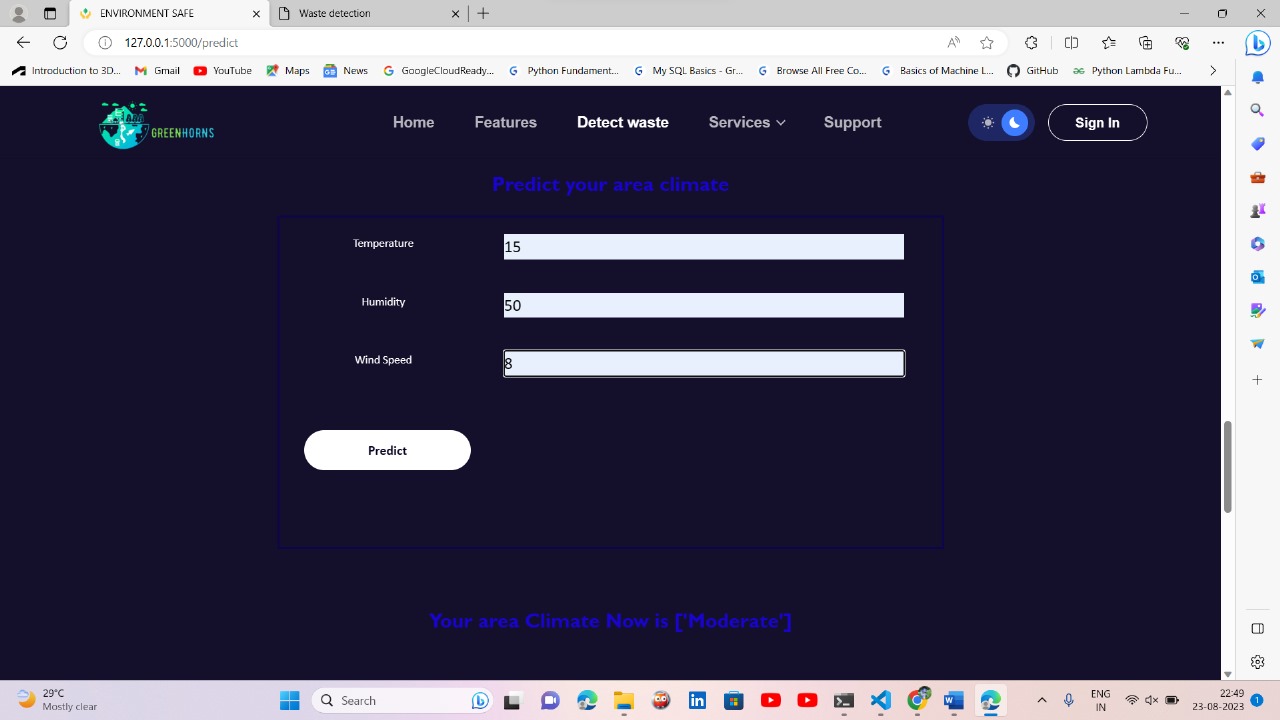 ENVIRONMENT SAFE
Waste detection
127.0.0.1:5000/predict
Introduction to 3D...
Gmail
YouTube
Maps
News
GoogleCloudReady...
Python Fundament...
My SQL Basics - Gr...
Browse All Free Co...
Basics of Machine L...
GitHub
Python Lambda Fu...
GREENHORNS
Home
Features
Detect waste
Services
Support
Sign In
Predict your area climate
Temperature
15
Humidity
50
Wind Speed
8
Predict
Your area Climate Now is ['Moderate']
29°C
Mostly clear
Search
ENG
IN
22:49
23-08-2023
1